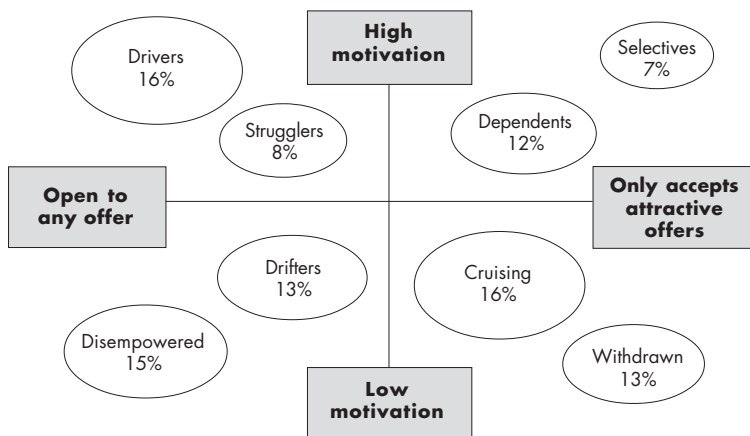 High
motivation
Drivers
16%
Selectives
7%
Strugglers
8%
Dependents
12%
Open to
any offer
Only accepts
attractive
offers
Drifters
13%
Cruising
16%
Disempowered
15%
Withdrawn
13%
Low
motivation